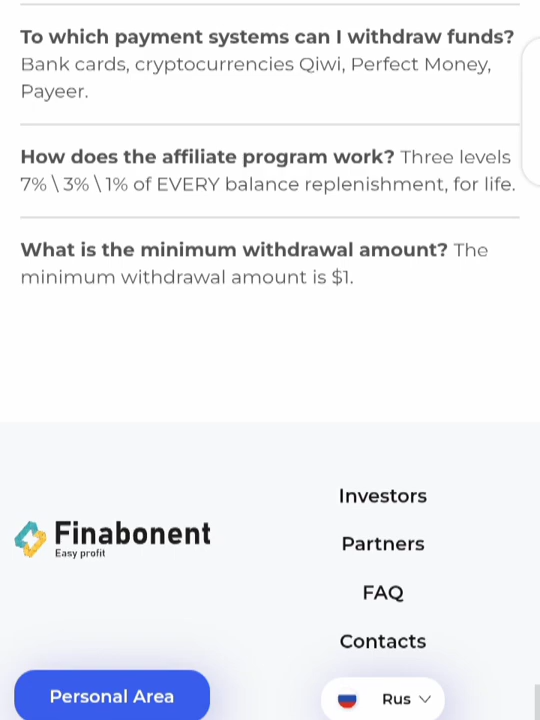 To which payment systems can I withdraw funds?
Bank cards, cryptocurrencies Qiwi, Perfect Money,
Payeer.
How does the affiliate program work? Three levels
7% \ 3% \ 1% of EVERY balance replenishment, for life.
What is the minimum withdrawal amount? The
minimum withdrawal amount is $1.
Investors
Finabonent
Easy profit
Partners
FAQ
Contacts
Personal Area
Rus